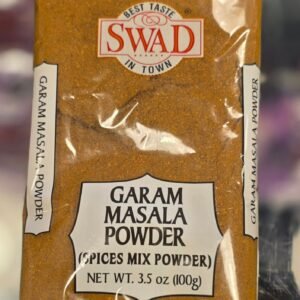 BEST TASTE
SWAD
IN TOWN
GARAM MASALA POWDER
GARAM MASALA POWDER
GARAM
MASALA
POWDER
(SPICES MIX POWDER)
NET WT. 3.5 oz (100g)